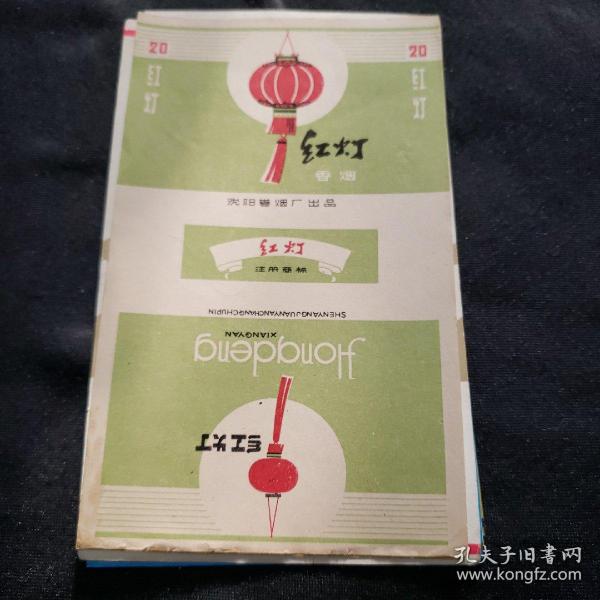 20
20
红灯
红灯
红灯
香烟
沈阳卷烟厂出品
红灯
注册商标
SHENYANGJUANYANCHANGCHUPIN
XIANGYAN
Hongdeng
红灯
孔夫子旧书网
www.kongfz.com